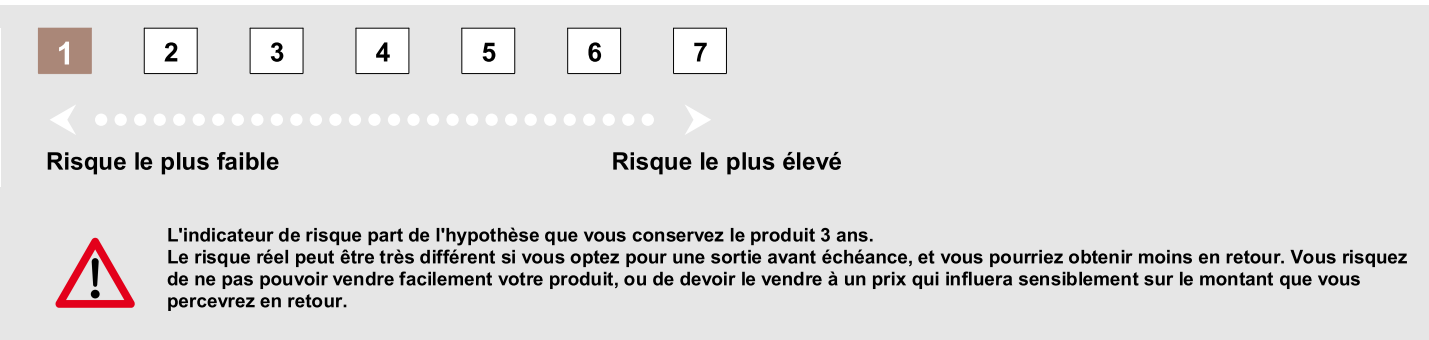 1 2 3 4 5 6 7
Risque le plus faible Risque le plus élevé
L'indicateur de risque part de l'hypothèse que vous conservez le produit 3 ans.
Le risque réel peut être très différent si vous optez pour une sortie avant échéance, et vous pourriez obtenir moins en retour. Vous risquez
de ne pas pouvoir vendre facilement votre produit, ou de devoir le vendre à un prix qui influera sensiblement sur le montant que vous
percevrez en retour.